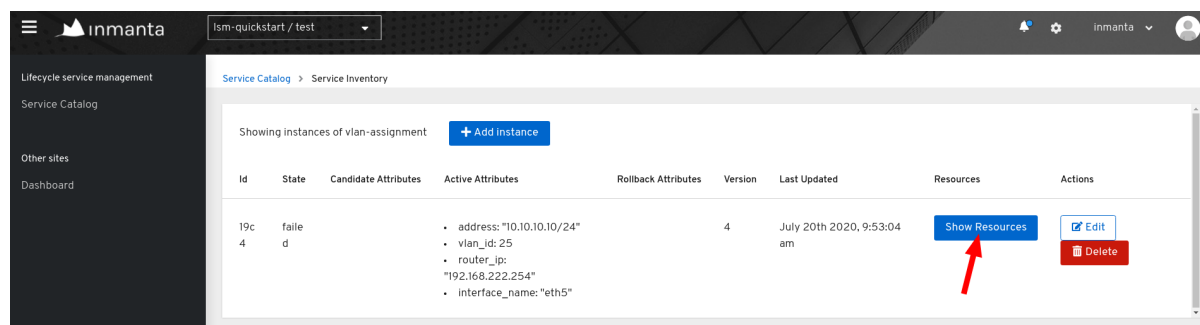 inmanta
lsm-quickstart / test
inmanta
Lifecycle service management
Service Catalog
Other sites
Dashboard
Service Catalog > Service Inventory
Showing instances of vlan-assignment
+ Add instance
Id State Candidate Attributes Active Attributes Rollback Attributes Version Last Updated Resources Actions
19c faile • address: "10.10.10.10/24" 4 July 20th 2020, 9:53:04 Show Resources Edit
4 d • vlan_id: 25 am
• router_ip: Delete
"192.168.222.254"
• interface_name: "eth5"